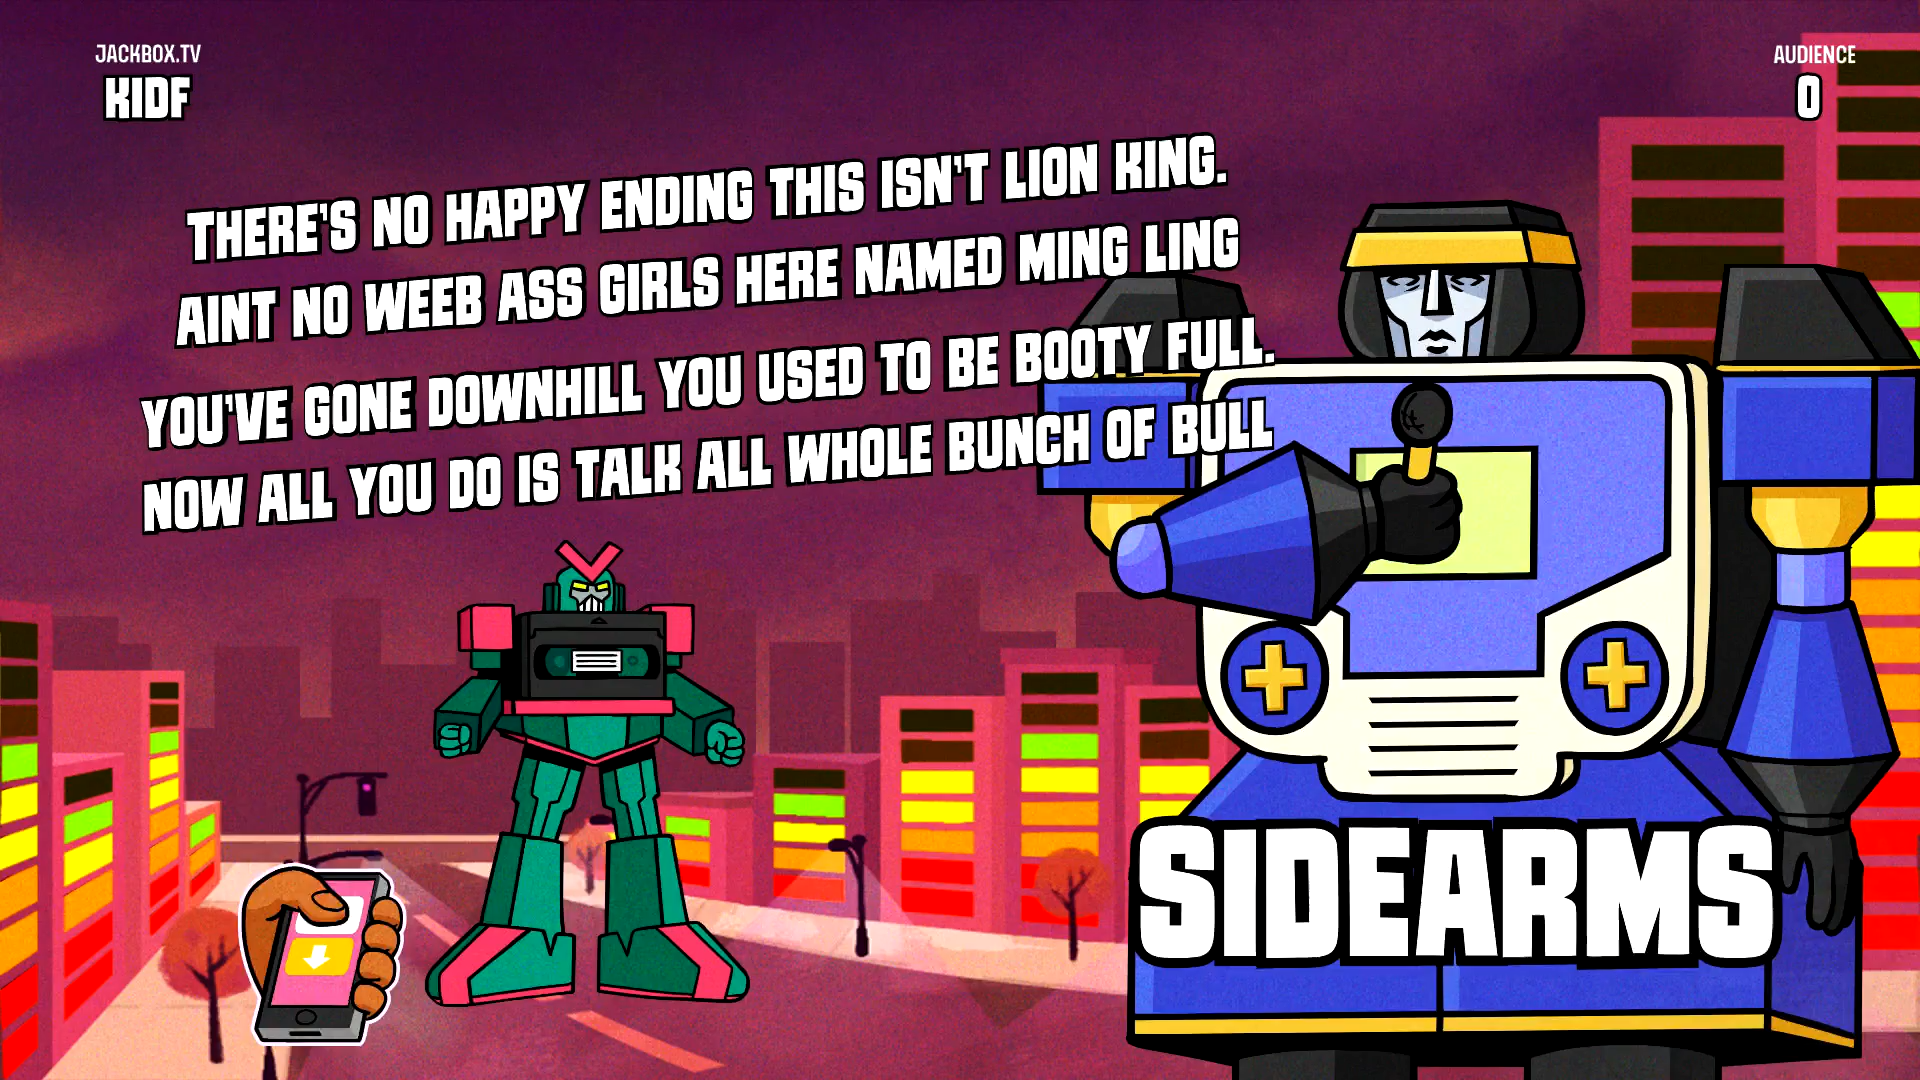 JACKBOX.TV
KIDF
AUDIENCE
0
THERE'S NO HAPPY ENDING THIS ISN'T LION KING.
AINT NO WEEB ASS GIRLS HERE NAMED MING LING
YOU'VE GONE DOWNHILL YOU USED TO BE BOOTY FULL.
NOW ALL YOU DO IS TALK ALL WHOLE BUNCH OF BULL
SIDEARMS